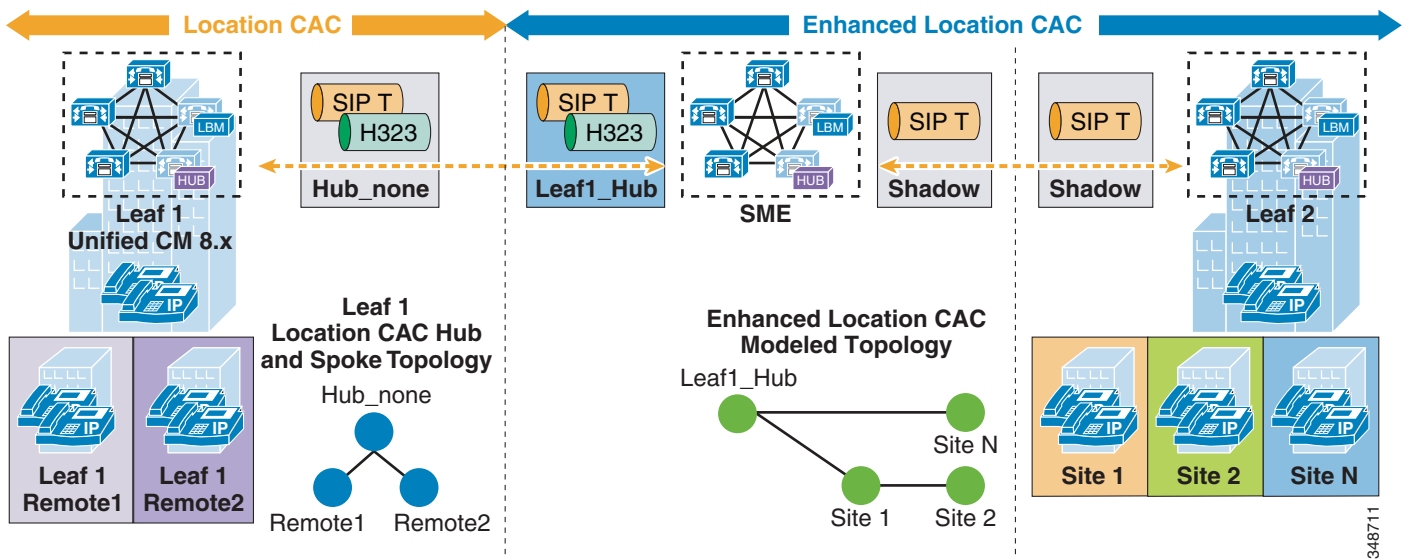 Location CAC
Enhanced Location CAC
LBM
HUB
Leaf 1
Unified CM 8.x
IP
SIP T
H323
Hub_none
SIP T
H323
Leaf1_Hub
LBM
HUB
SME
SIP T
Shadow
SIP T
Shadow
LBM
HUB
Leaf 2
IP
IP
Leaf 1
Remote1
IP
Leaf 1
Remote2
Leaf 1
Location CAC Hub
and Spoke Topology
Hub_none
Remote1
Remote2
Enhanced Location CAC
Modeled Topology
Leaf1_Hub
Site N
Site 1
Site 2
IP
Site 1
IP
Site 2
IP
Site N
348711